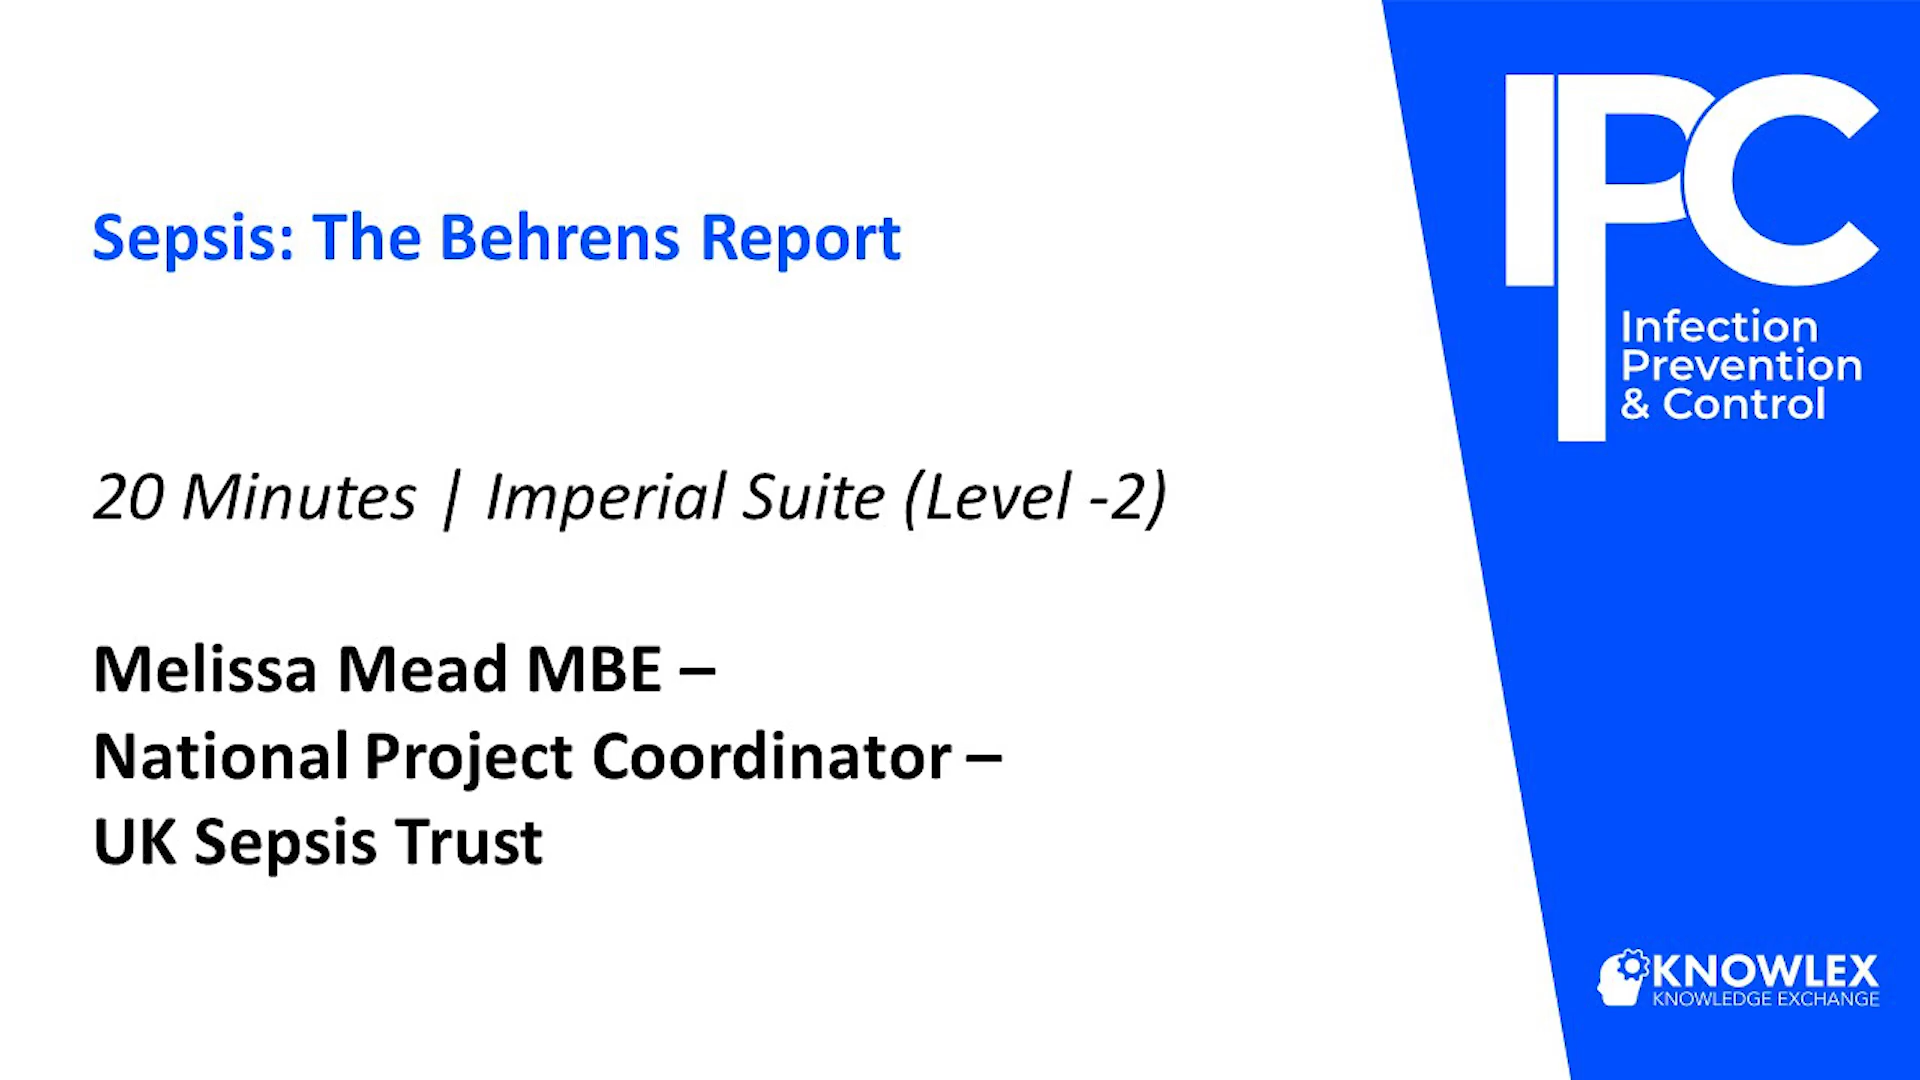 Sepsis: The Behrens Report
20 Minutes | Imperial Suite (Level -2)
Melissa Mead MBE –
National Project Coordinator –
UK Sepsis Trust
IPC
Infection
Prevention
& Control
KNOWLEX
KNOWLEDGE EXCHANGE